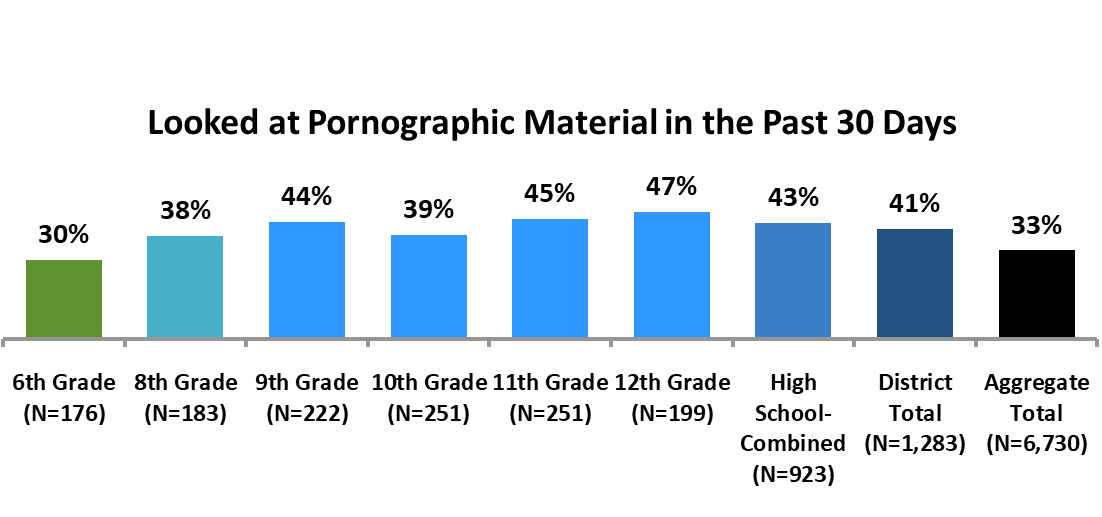 Looked at Pornographic Material in the Past 30 Days
30%
38%
44%
39%
45%
47%
43%
41%
33%
6th Grade
(N=176)
8th Grade
(N=183)
9th Grade
(N=222)
10th Grade
(N=251)
11th Grade
(N=251)
12th Grade
(N=199)
High
School-
Combined
(N=923)
District
Total
(N=1,283)
Aggregate
Total
(N=6,730)